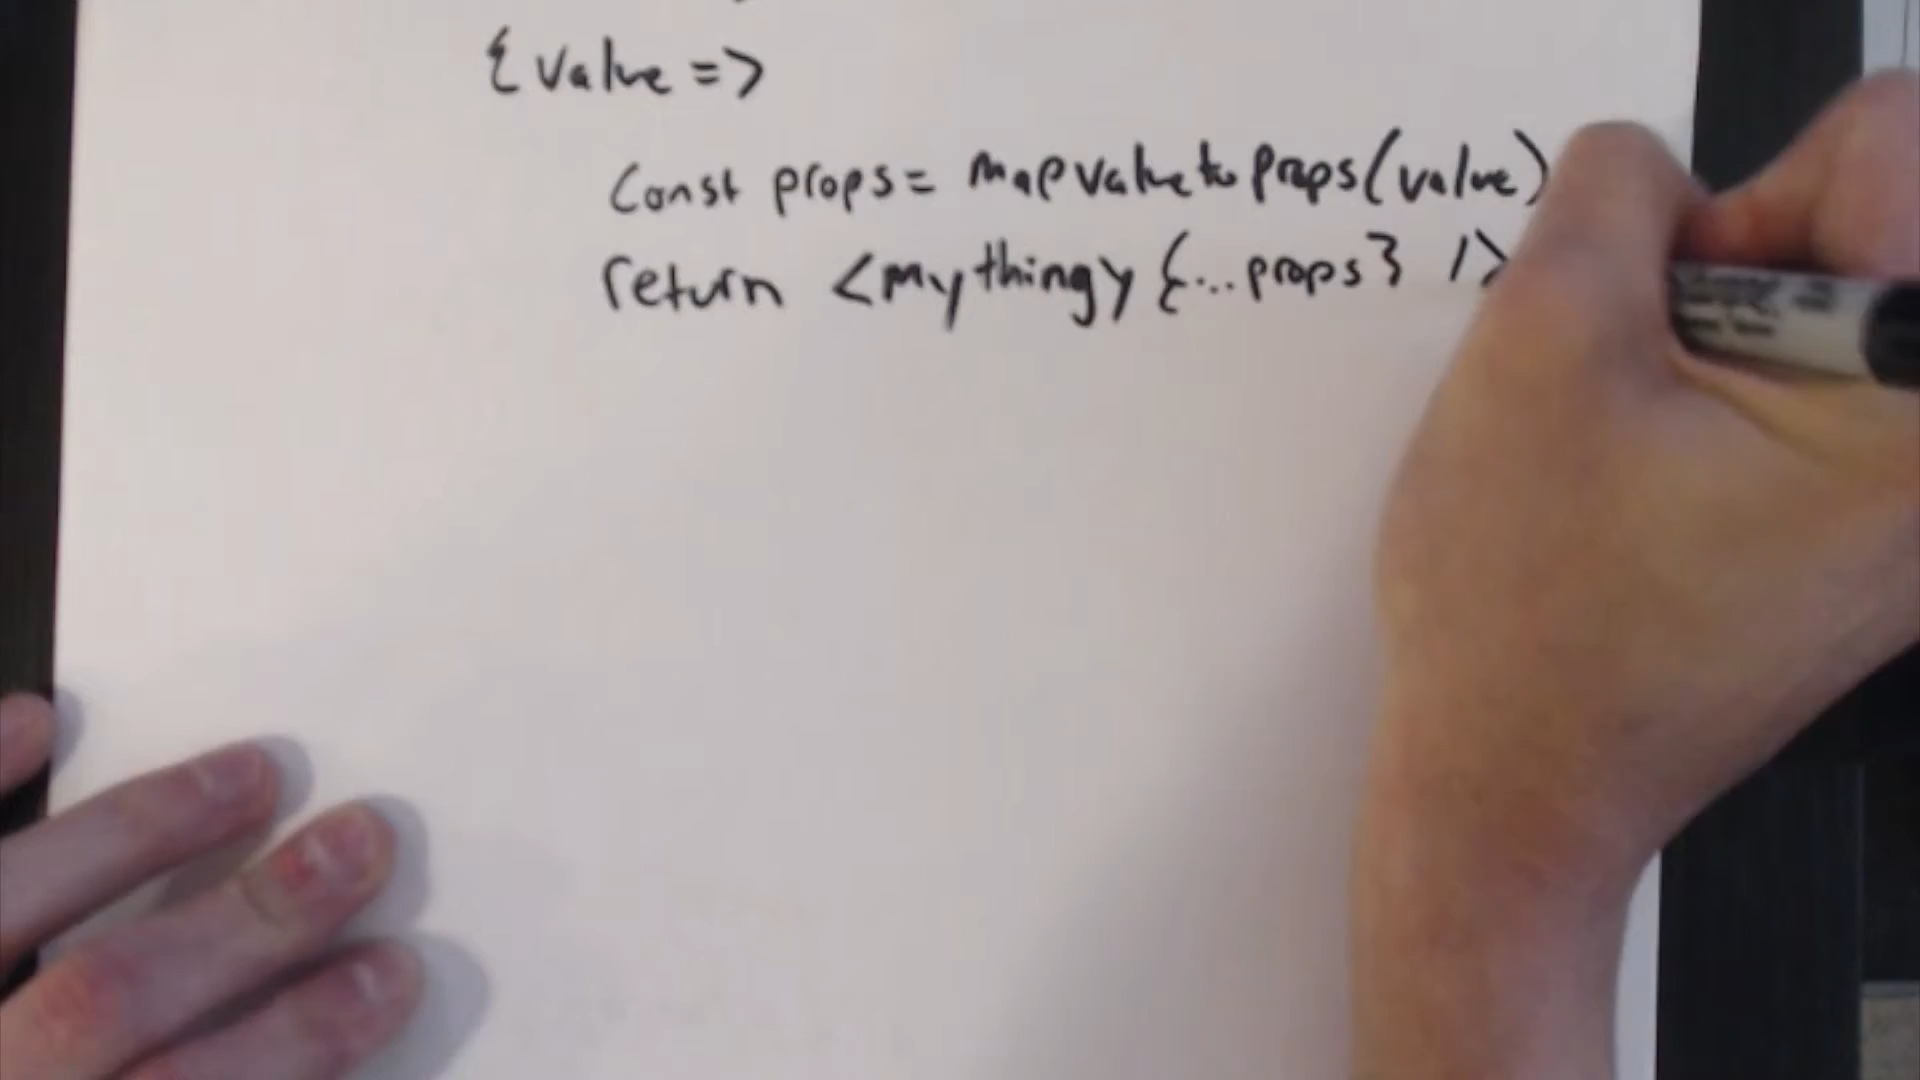 { value =>
const props = mapvaluetoprops(value)
return <mythingy {...props} />